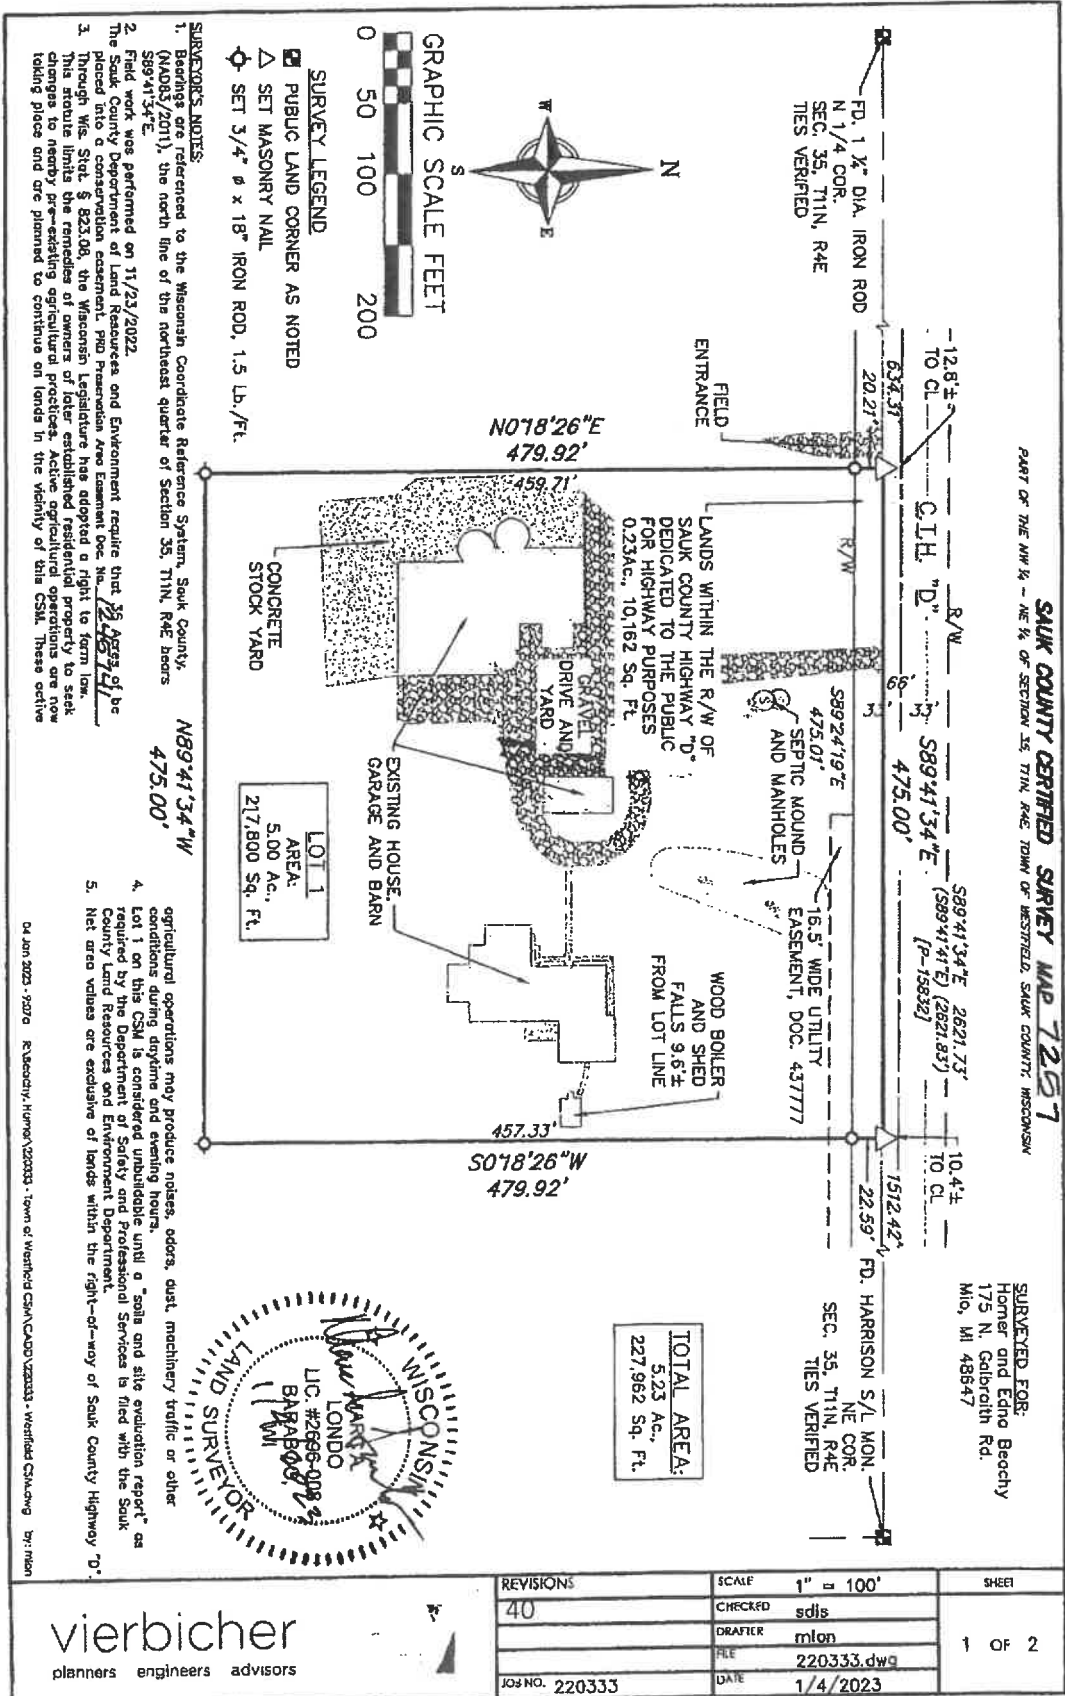 SAUK COUNTY CERTIFIED SURVEY MAP 7257
PART OF THE NW ¼ - NE ¼ OF SECTION 35, T11N, R4E, TOWN OF WESTFIELD, SAUK COUNTY, WISCONSIN
SURVEYED FOR:
Homer and Edna Beachy
175 N. Galbraith Rd.
Mio, MI 48647
FD. 1 ¼" DIA. IRON ROD
N 1/4 COR.
SEC. 35, T11N, R4E
TIES VERIFIED
12.8'±
TO CL
634.31'
20.21'
C.T.H. "D"
R/W
R/W
66'
33'
33'
S89°41'34"E
475.00'
S89°41'34"E 2621.73'
(S89°41'41"E) (2621.83')
[P-15832]
10.4'±
TO CL
1512.42'
22.59'
FD. HARRISON S/L MON.
NE COR.
SEC. 35, T11N, R4E
TIES VERIFIED
S89°24'19"E
475.01'
16.5' WIDE UTILITY
EASEMENT, DOC. 437777
SEPTIC MOUND
AND MANHOLES
LANDS WITHIN THE R/W OF
SAUK COUNTY HIGHWAY "D"
DEDICATED TO THE PUBLIC
FOR HIGHWAY PURPOSES
0.23Ac., 10,162 Sq. Ft.
FIELD
ENTRANCE
N0°18'26"E
479.92'
459.71'
GRAVEL
DRIVE AND
YARD
WOOD BOILER
AND SHED
FALLS 9.6'±
FROM LOT LINE
457.33'
S0°18'26"W
479.92'
CONCRETE
STOCK YARD
EXISTING HOUSE,
GARAGE AND BARN
LOT 1
AREA:
5.00 Ac.,
217,800 Sq. Ft.
TOTAL AREA:
5.23 Ac.,
227,962 Sq. Ft.
N89°41'34"W
475.00'
N
W
E
S
GRAPHIC SCALE FEET
0 50 100 200
SURVEY LEGEND
PUBLIC LAND CORNER AS NOTED
SET MASONRY NAIL
SET 3/4" ø x 18" IRON ROD, 1.5 Lb./Ft.
SURVEYOR'S NOTES:
1. Bearings are referenced to the Wisconsin Coordinate Reference System, Sauk County,
(NAD83/2011), the north line of the northeast quarter of Section 35, T11N, R4E bears
S89°41'34"E.
2. Field work was performed on 11/23/2022.
The Sauk County Department of Land Resources and Environment require that 35 Acres of be
placed into a conservation easement. PRD Preservation Area Easement Doc. No.
3. Through Wis. Stat. § 823.08, the Wisconsin Legislature has adopted a right to farm law.
This statute limits the remedies of owners of later established residential property to seek
changes to nearby pre-existing agricultural practices. Active agricultural operations are now
taking place and are planned to continue on lands in the vicinity of this CSM. These active
agricultural operations may produce noises, odors, dust, machinery traffic or other
conditions during daytime and evening hours.
4. Lot 1 on this CSM is considered unbuildable until a "soils and site evaluation report" as
required by the Department of Safety and Professional Services is filed with the Sauk
County Land Resources and Environment Department.
5. Net area values are exclusive of lands within the right-of-way of Sauk County Highway "D".
WISCONSIN
LONDO
LIC. #2696-008
BARABOO,
WI
LAND SURVEYOR
04 Jan 2023 - 9:07a R:\Beachy, Homer\220333 - Town of Westfield CSM\CADD\220333 - Westfield CSM.dwg by: mlon
vierbicher
planners engineers advisors
REVISIONS
40
JOB NO. 220333
SCALE 1" = 100'
CHECKED sdis
DRAFTER mlon
FILE 220333.dwg
DATE 1/4/2023
SHEET
1 OF 2